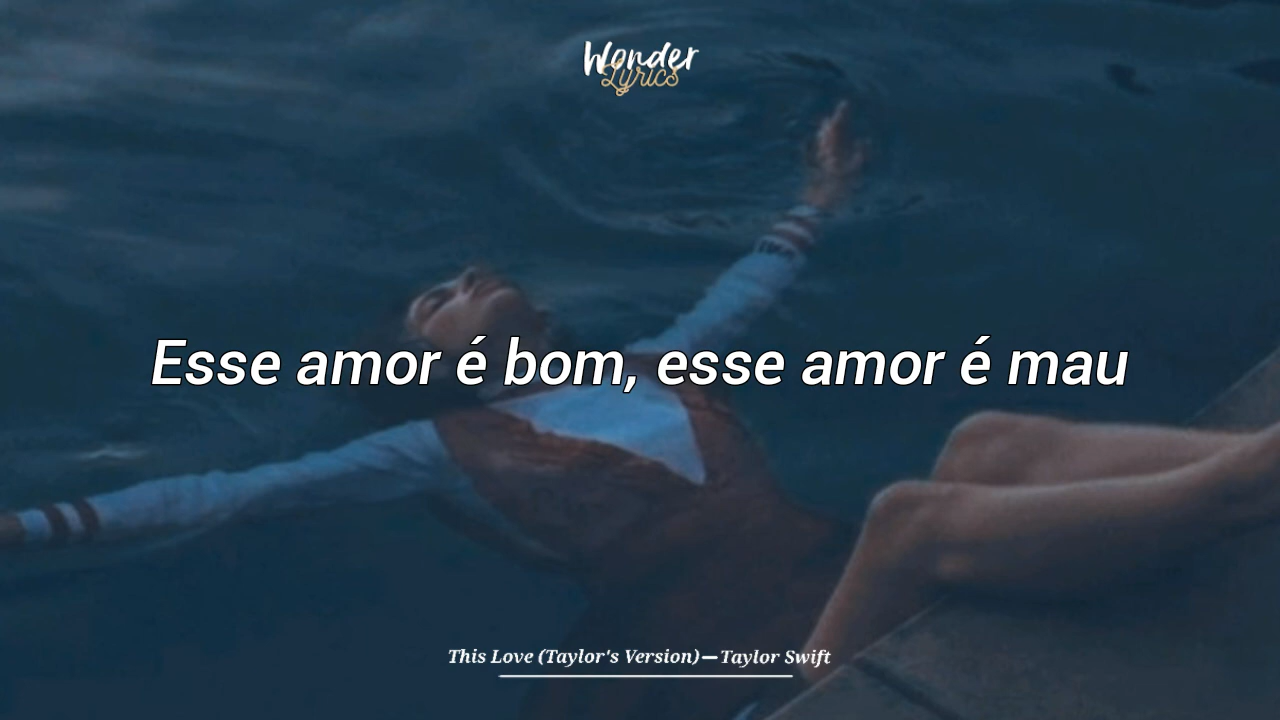 Wonder
Lyrics
Esse amor é bom, esse amor é mau
This Love (Taylor's Version)—Taylor Swift